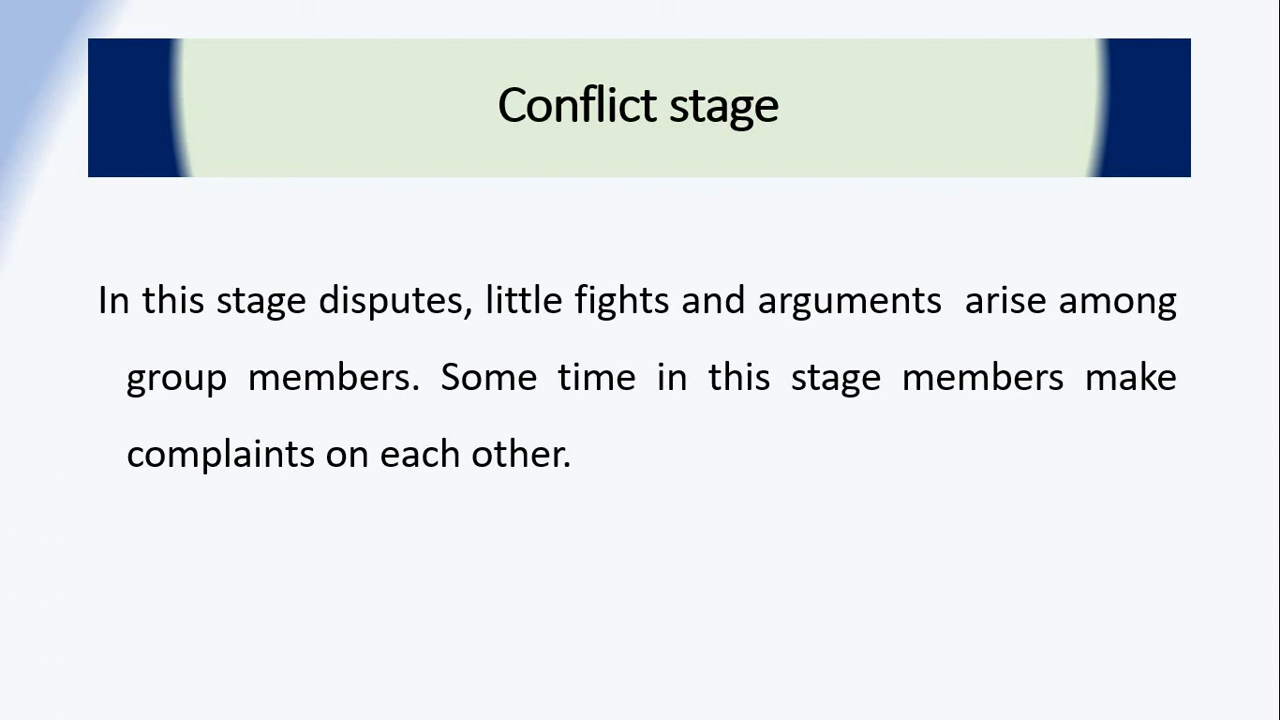 Conflict stage
In this stage disputes, little fights and arguments  arise among
group members. Some time in this stage members make
complaints on each other.